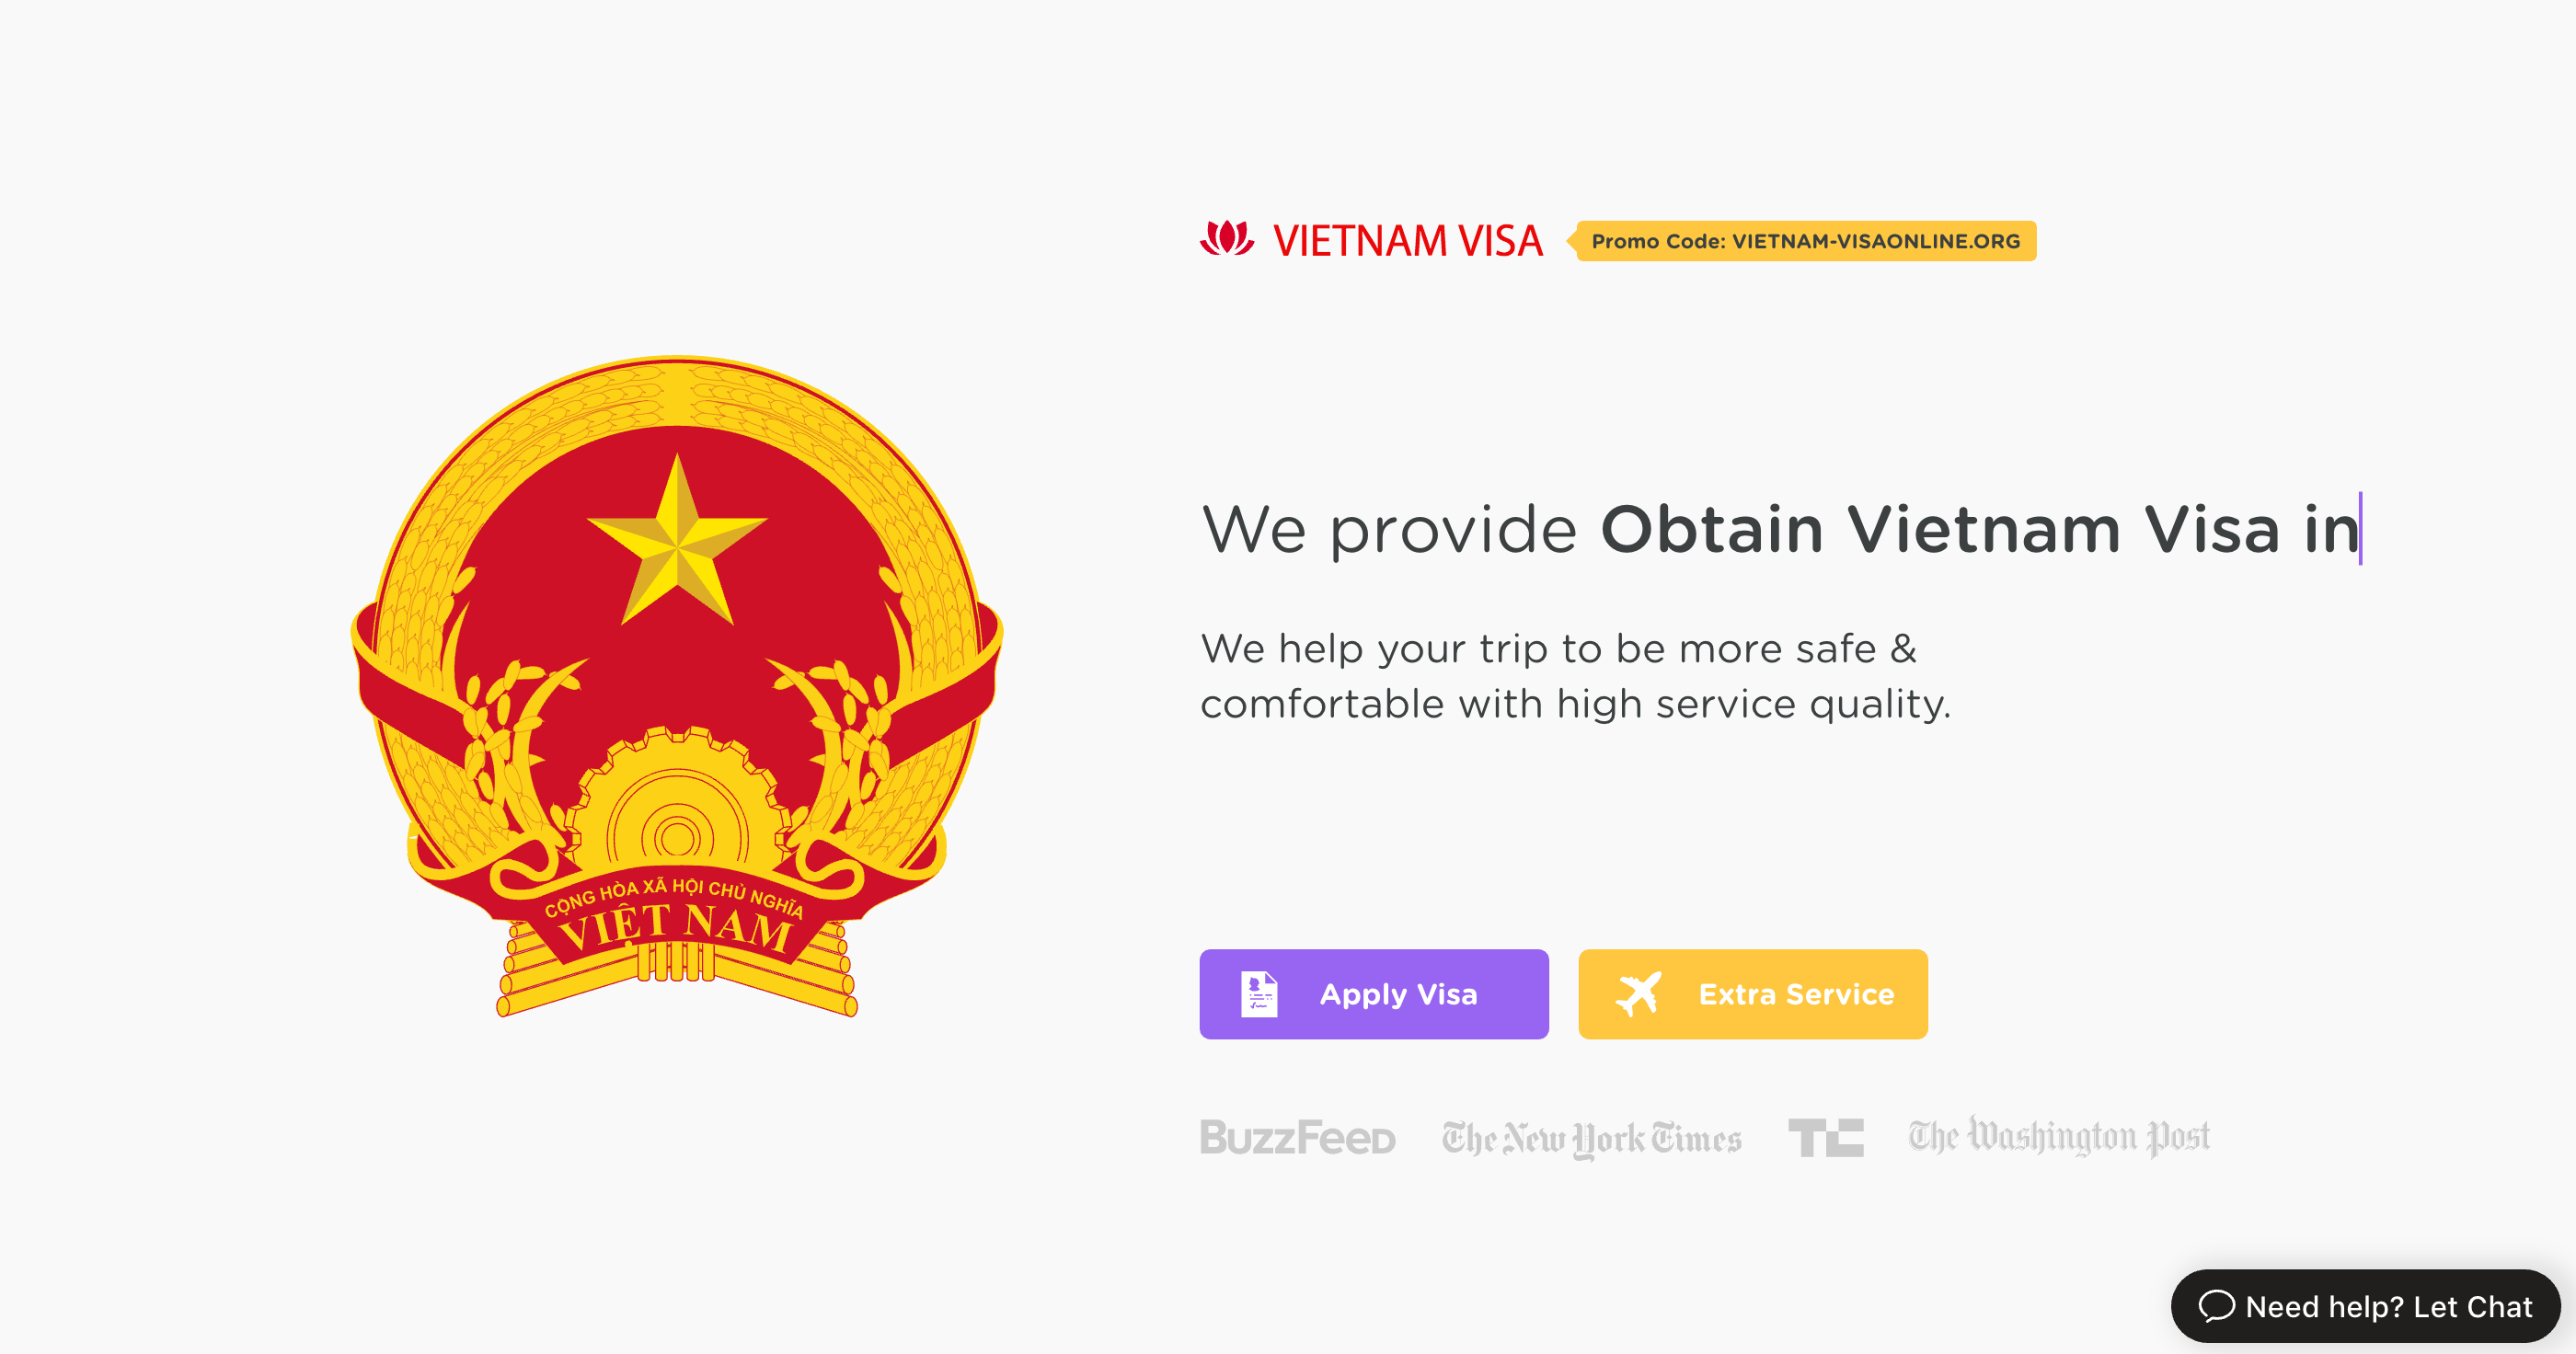 VIETNAM VISA
Promo Code: VIETNAM-VISAONLINE.ORG
CỘNG HÒA XÃ HỘI CHỦ NGHĨA
VIỆT NAM
We provide Obtain Vietnam Visa in
We help your trip to be more safe &
comfortable with high service quality.
Apply Visa
Extra Service
BuzzFeed
The New York Times
TC
The Washington Post
Need help? Let Chat